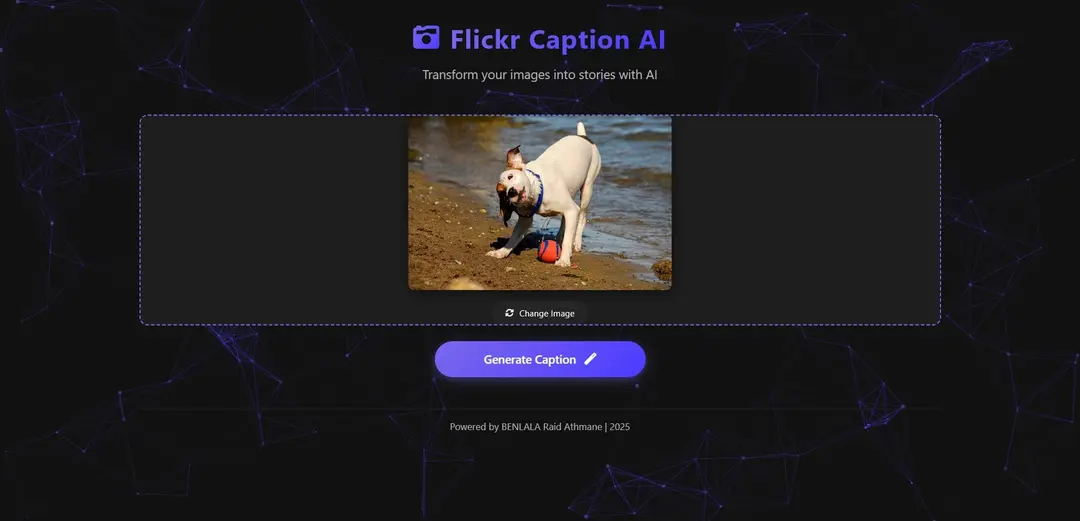 Flickr Caption AI
Transform your images into stories with AI
Change Image
Generate Caption
Powered by BENLALA Raid Athmane | 2025